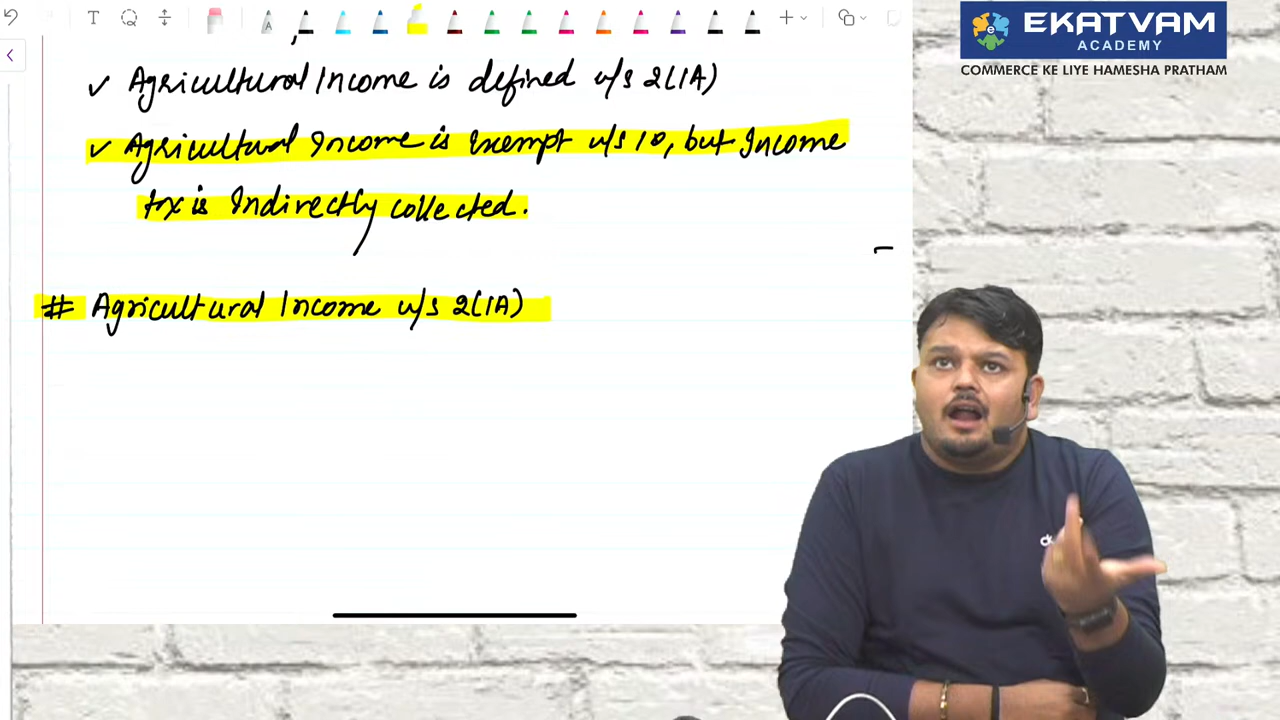 EKATVAM
ACADEMY
COMMERCE KE LIYE HAMESHA PRATHAM
✓ Agricultural Income is defined u/s 2(1A)
✓ Agricultural Income is Exempt u/s 10, but Income
tax is Indirectly collected.
# Agricultural Income u/s 2(1A)